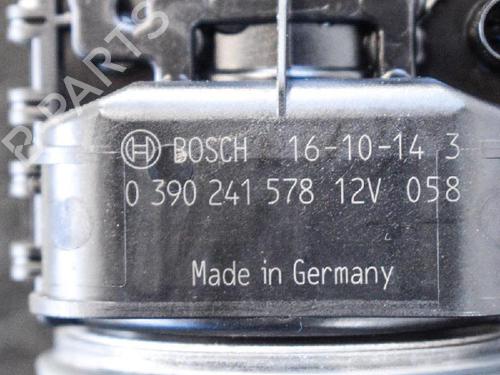 BOSCH 16-10-14 3
0 390 241 578 12V 058
Made in Germany
B-PARTS